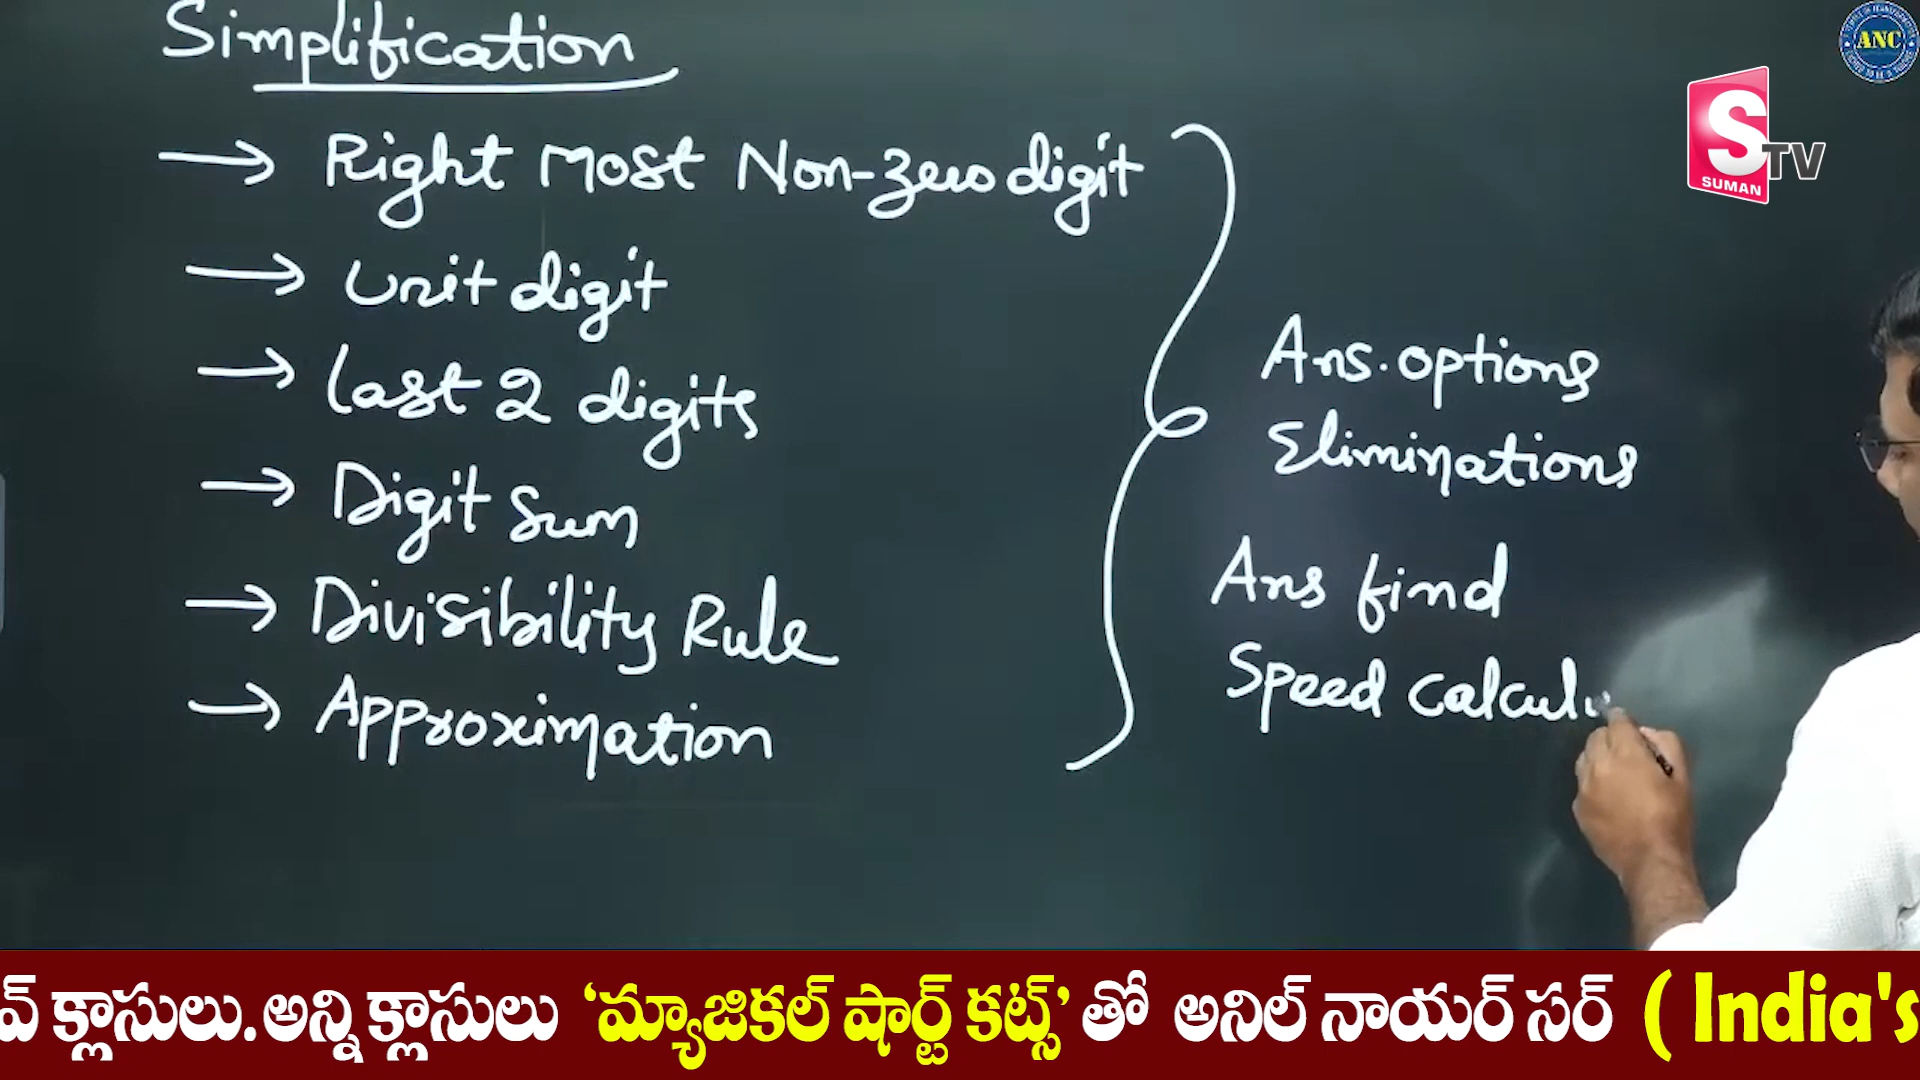 Simplification
→ Right Most Non-zero digit
→ Unit digit
→ Last 2 digits
→ Digit Sum
→ Divisibility Rule
→ Approximation
Ans. options
Eliminations
Ans find
Speed Calcul
ANC
S
TV
SUMAN
వ్ క్లాసులు. అన్ని క్లాసులు ‘మ్యాజికల్ షార్ట్ కట్స్’ తో అనిల్ నాయర్ సర్ ( India's